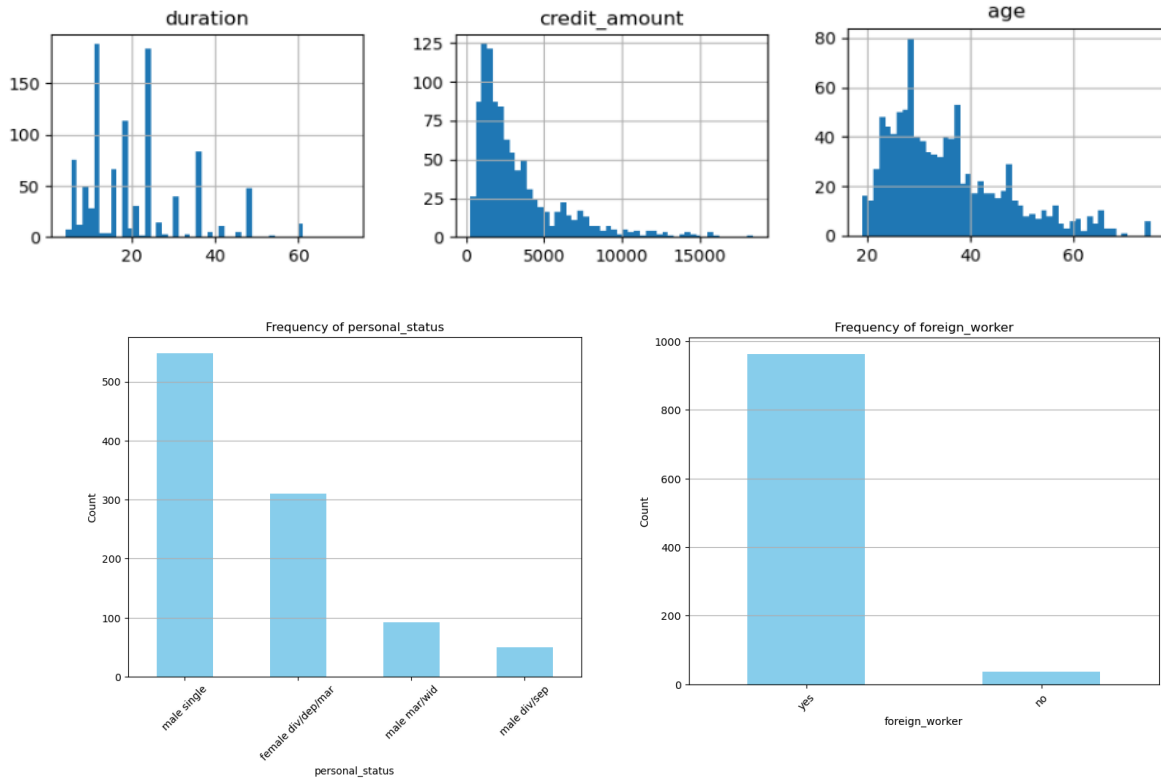 duration
credit_amount
age
150
100
50
0
20
40
60
125
100
75
50
25
0
0
5000
10000
15000
80
60
40
20
0
20
40
60
Frequency of personal_status
500
400
300
200
100
0
Count
male single
female div/dep/mar
male mar/wid
male div/sep
personal_status
Frequency of foreign_worker
1000
800
600
400
200
0
Count
yes
no
foreign_worker